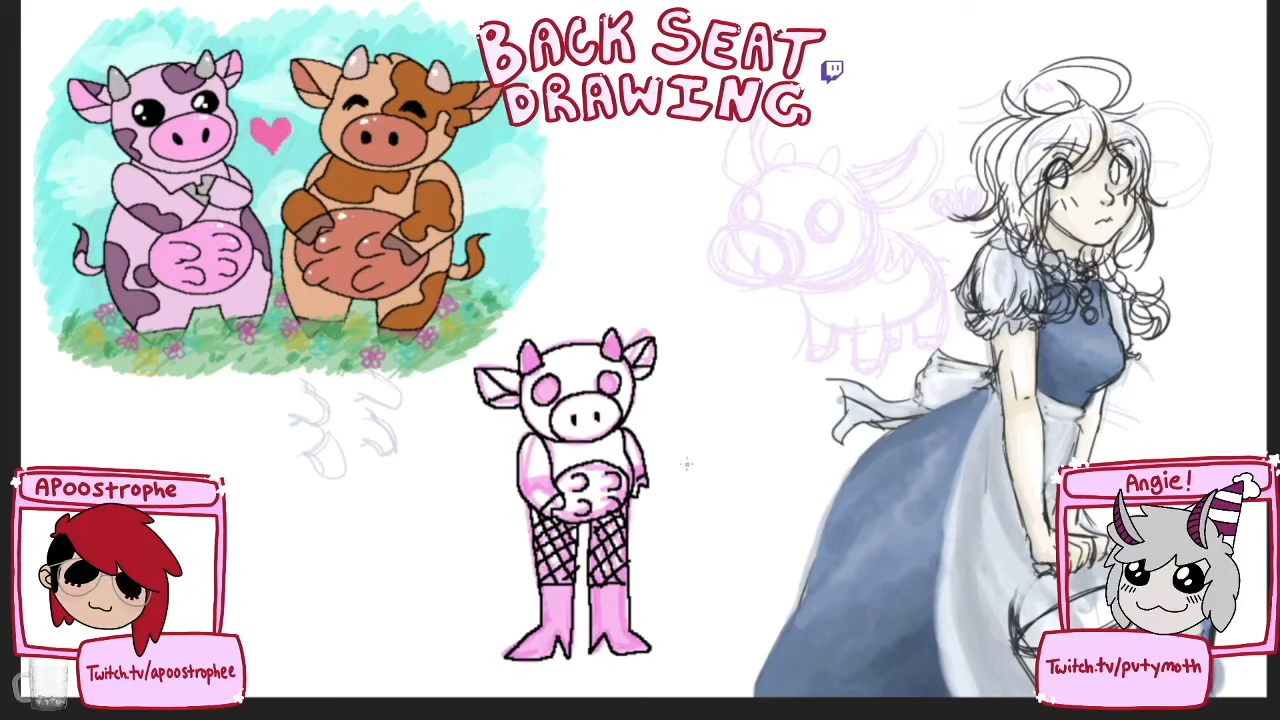 BACK SEAT
DRAWING
APOOstrophe
Angie!
Twitch.tv/apoostrophee
Twitch.tv/putymoth